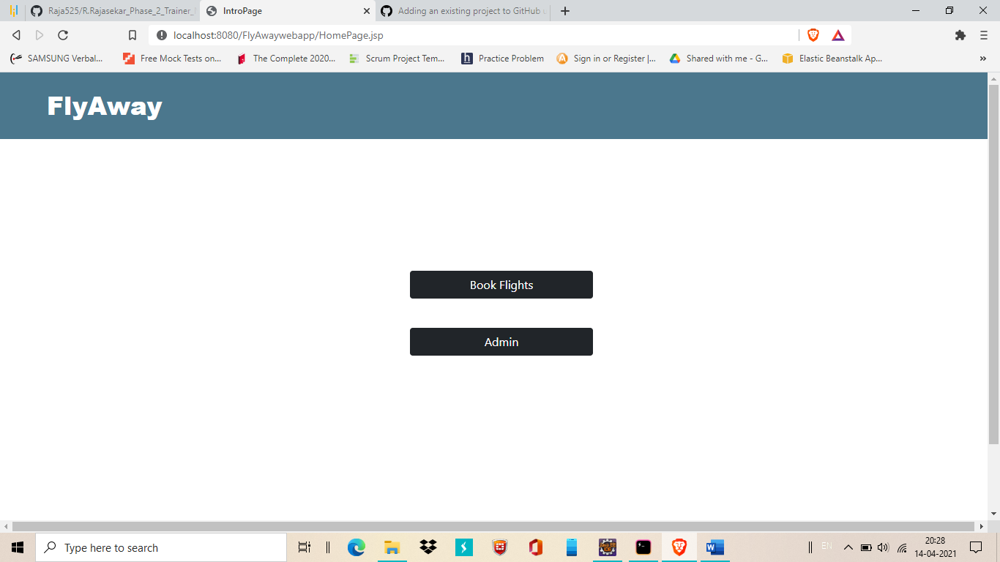 Raja525/R.Rajasekar_Phase_2_Trainer_
IntroPage
Adding an existing project to GitHub u
localhost:8080/FlyAwaywebapp/HomePage.jsp
SAMSUNG Verbal...
Free Mock Tests on...
The Complete 2020...
Scrum Project Tem...
Practice Problem
Sign in or Register |...
Shared with me - G...
Elastic Beanstalk Ap...
»
FlyAway
Book Flights
Admin
Type here to search
EN
20:28
14-04-2021